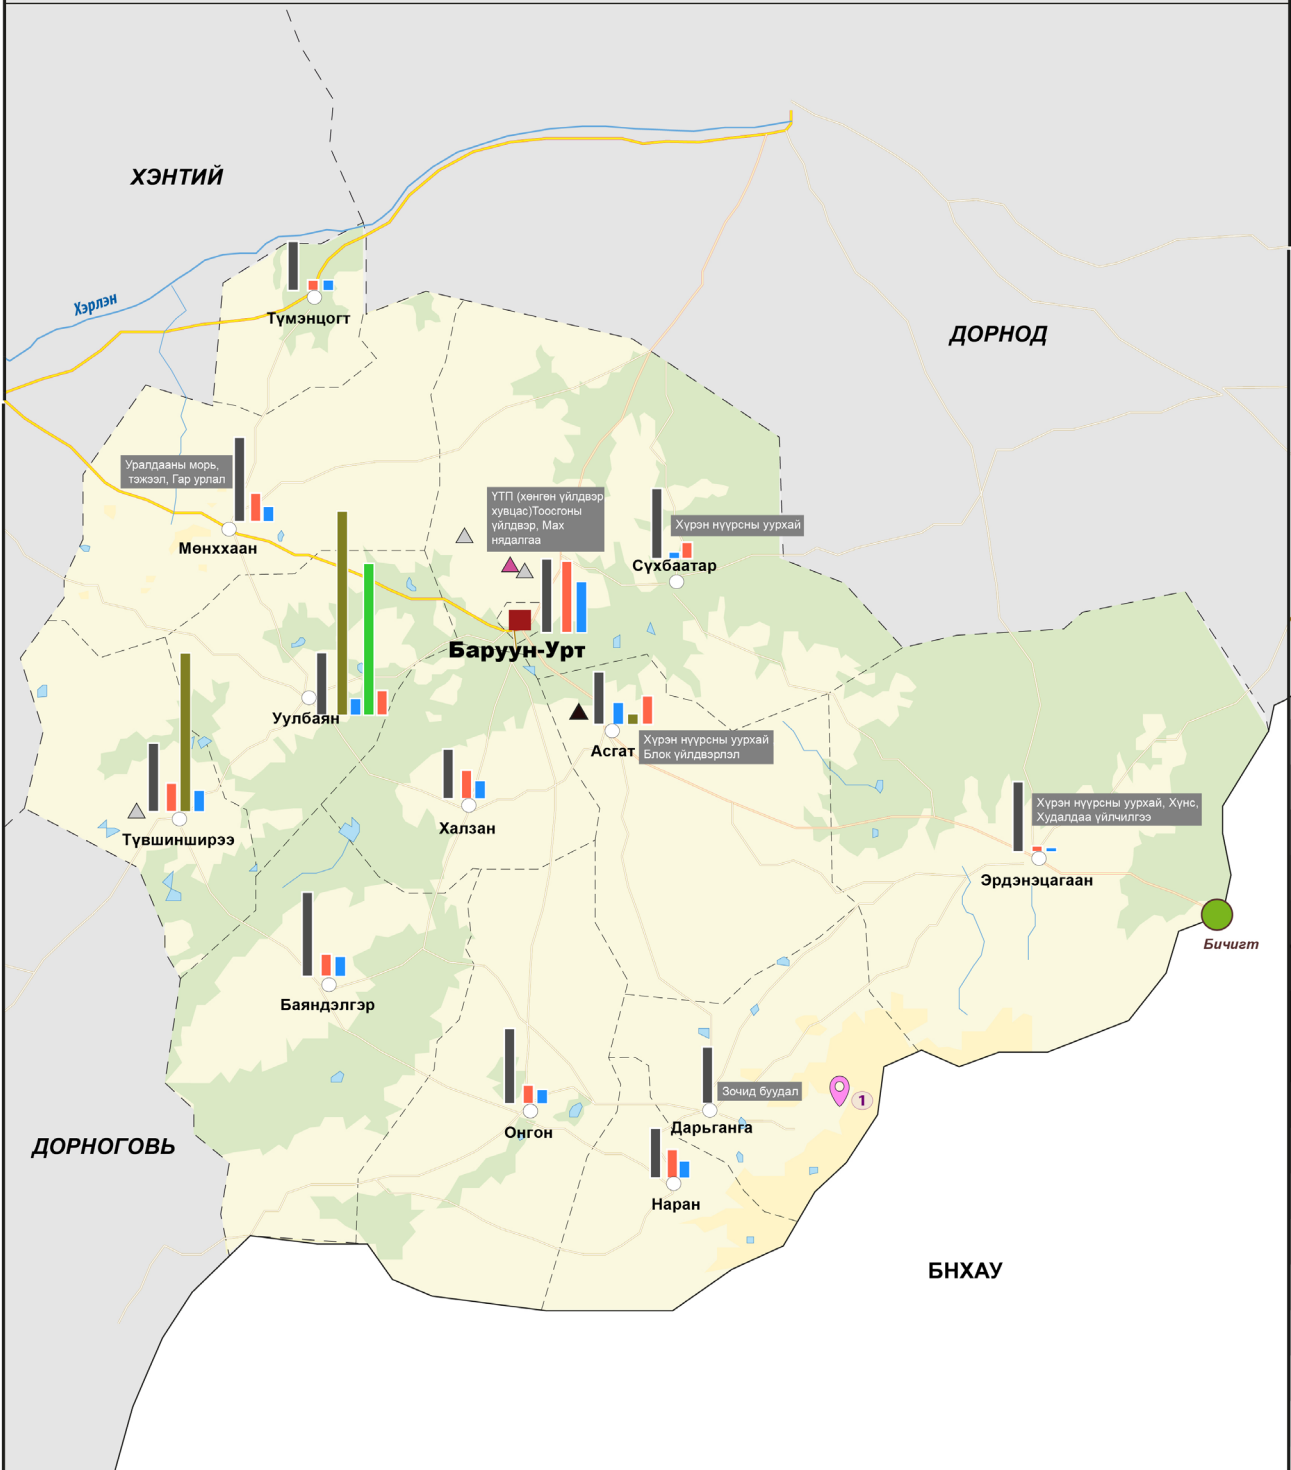 ХЭНТИЙ
Хэрлэн
Түмэнцогт
ДОРНОД
Уралдааны морь,
тэжээл, Гар урлал
Мөнххаан
ҮТП (хөнгөн үйлдвэр
хувцас)Тоосгоны
үйлдвэр, Мах
нядалгаа
Хүрэн нүүрсны уурхай
Сүхбаатар
Баруун-Урт
Уулбаян
Асгат
Хүрэн нүүрсны уурхай
Блок үйлдвэрлэл
Халзан
Түвшинширээ
Хүрэн нүүрсны уурхай, Хүнс,
Худалдаа үйлчилгээ
Эрдэнэцагаан
Бичигт
Баяндэлгэр
Зочид буудал
1
Онгон
Дарьганга
ДОРНОГОВЬ
Наран
БНХАУ